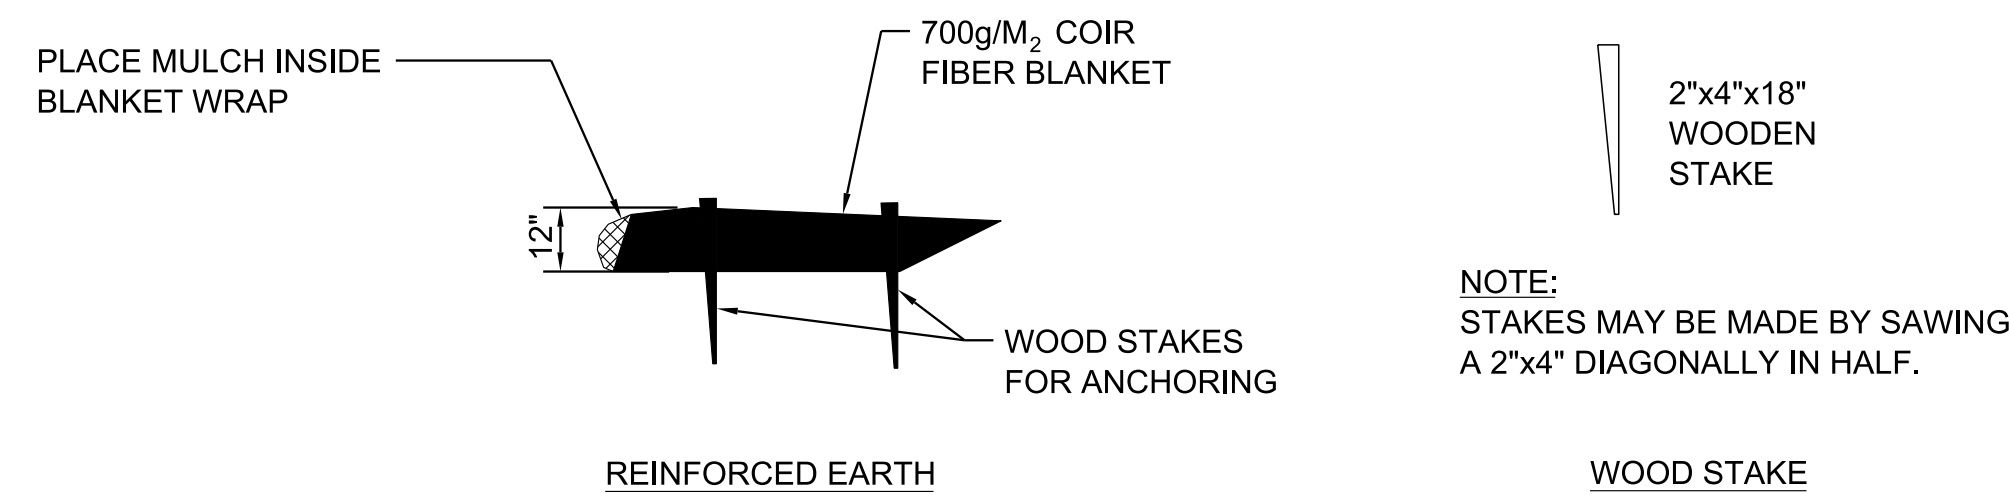 PLACE MULCH INSIDE
BLANKET WRAP
700g/M₂ COIR
FIBER BLANKET
12"
WOOD STAKES
FOR ANCHORING
REINFORCED EARTH
2"x4"x18"
WOODEN
STAKE
NOTE:
STAKES MAY BE MADE BY SAWING
A 2"x4" DIAGONALLY IN HALF.
WOOD STAKE